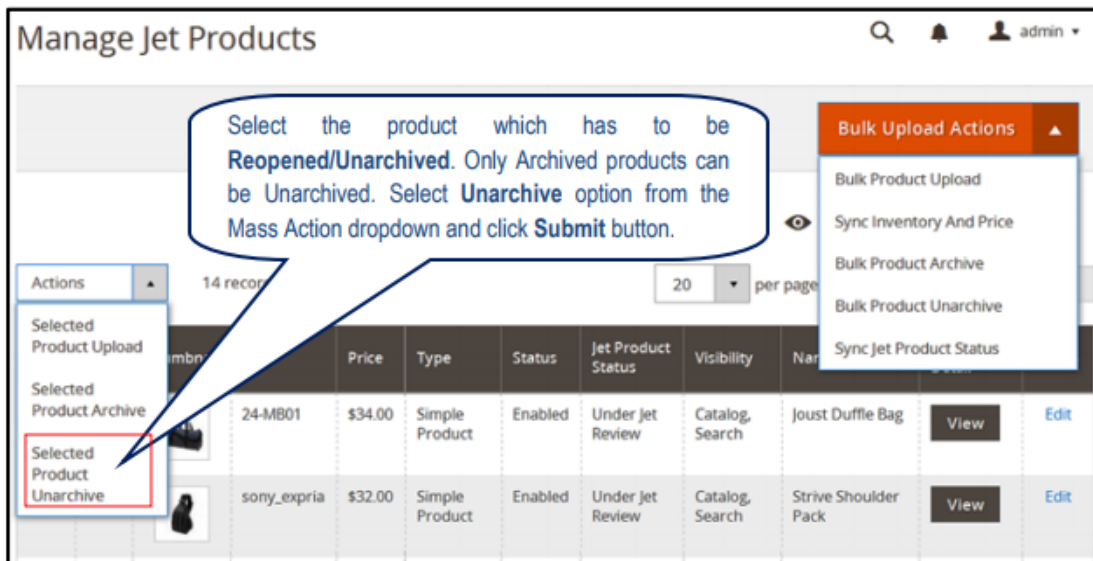 Manage Jet Products
admin
Select the product which has to be
Reopened/Unarchived. Only Archived products can
be Unarchived. Select Unarchive option from the
Mass Action dropdown and click Submit button.
Bulk Upload Actions
Bulk Product Upload
Sync Inventory And Price
Bulk Product Archive
Bulk Product Unarchive
Sync Jet Product Status
Actions
14
20
per page
Selected
Product Upload
Selected
Product Archive
Selected
Product
Unarchive
Price
Type
Status
Jet Product
Status
Visibility
24-MB01
$34.00
Simple
Product
Enabled
Under Jet
Review
Catalog,
Search
Joust Duffle Bag
View
Edit
sony_expria
$32.00
Simple
Product
Enabled
Under Jet
Review
Catalog,
Search
Strive Shoulder
Pack
View
Edit